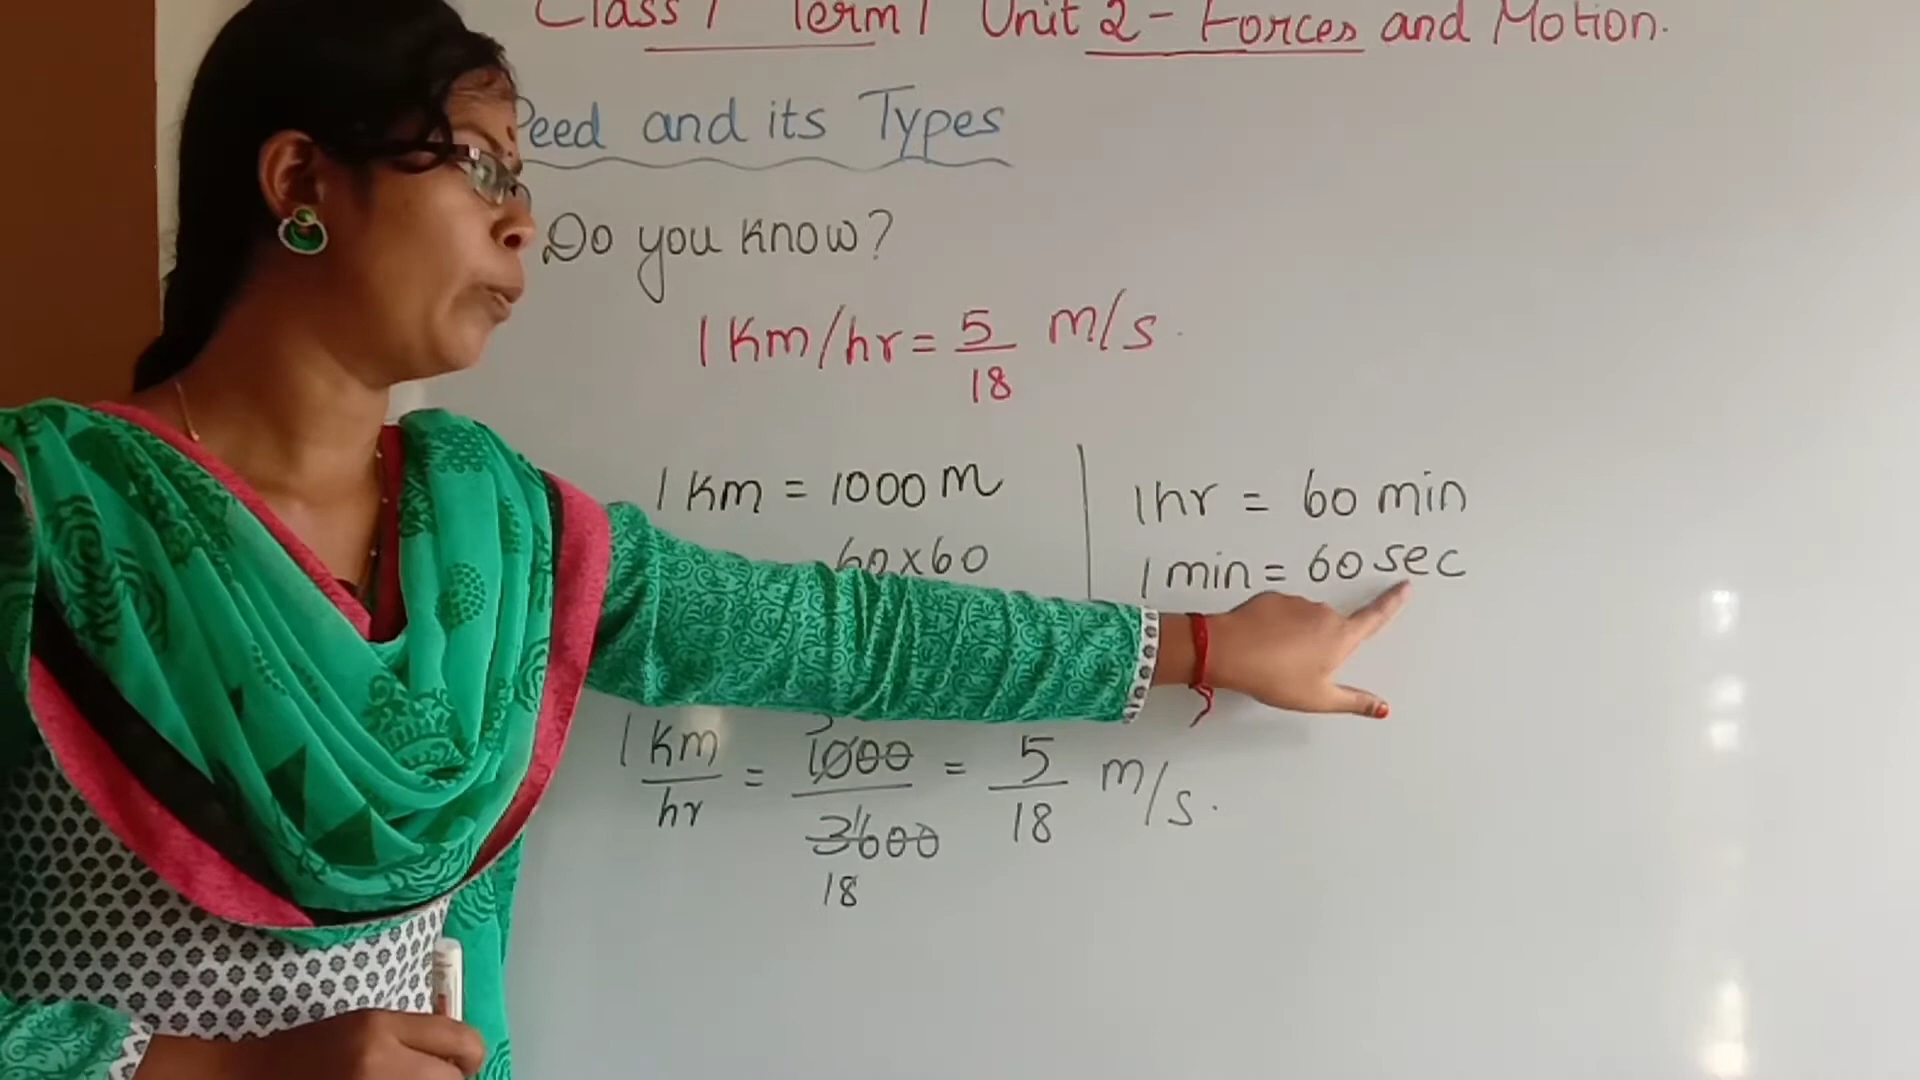 Class 7 Term 1 Unit 2 - Forces and Motion.
peed and its Types
Do you know?
1 Km/hr = 5/18 m/s.
1 Km = 1000 m
60x60
1 hr = 60 min
1 min = 60 sec
1 Km/hr = 1000/3600 = 5/18 m/s.
18